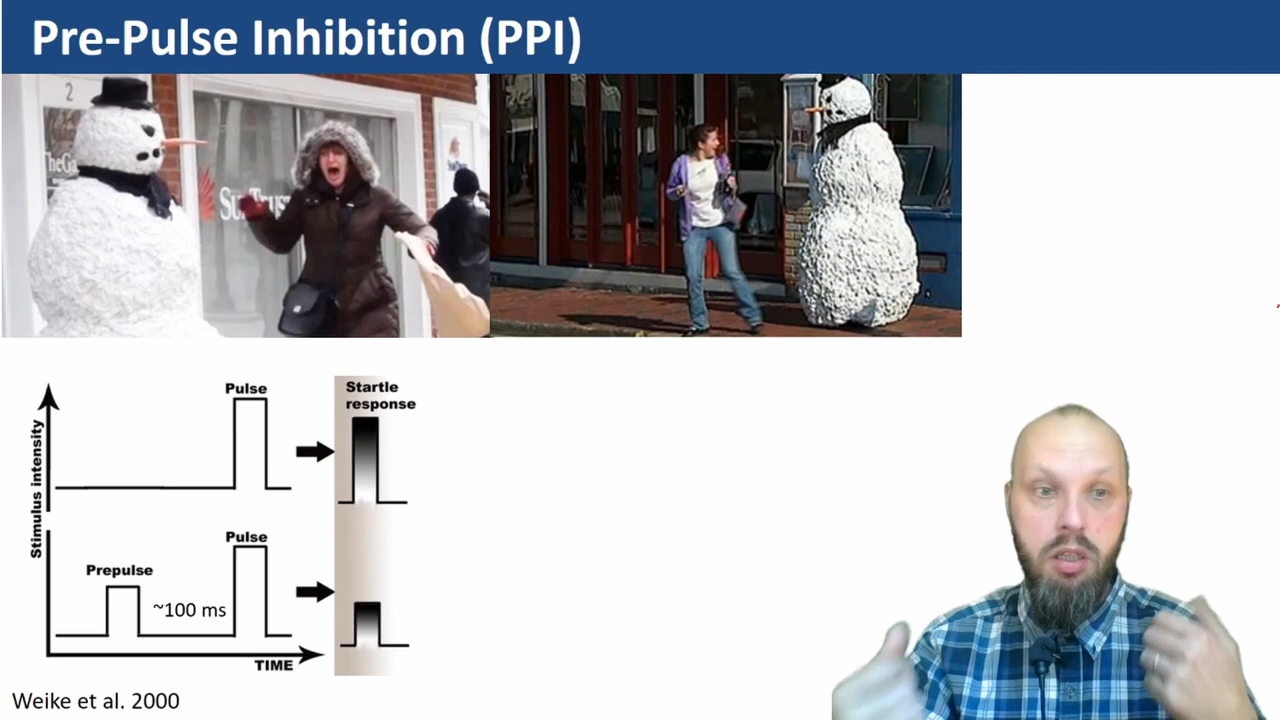 Pre-Pulse Inhibition (PPI)
2
TheGa
SunTrust
Pulse
Startle
response
Stimulus intensity
Pulse
Prepulse
~100 ms
TIME
Weike et al. 2000